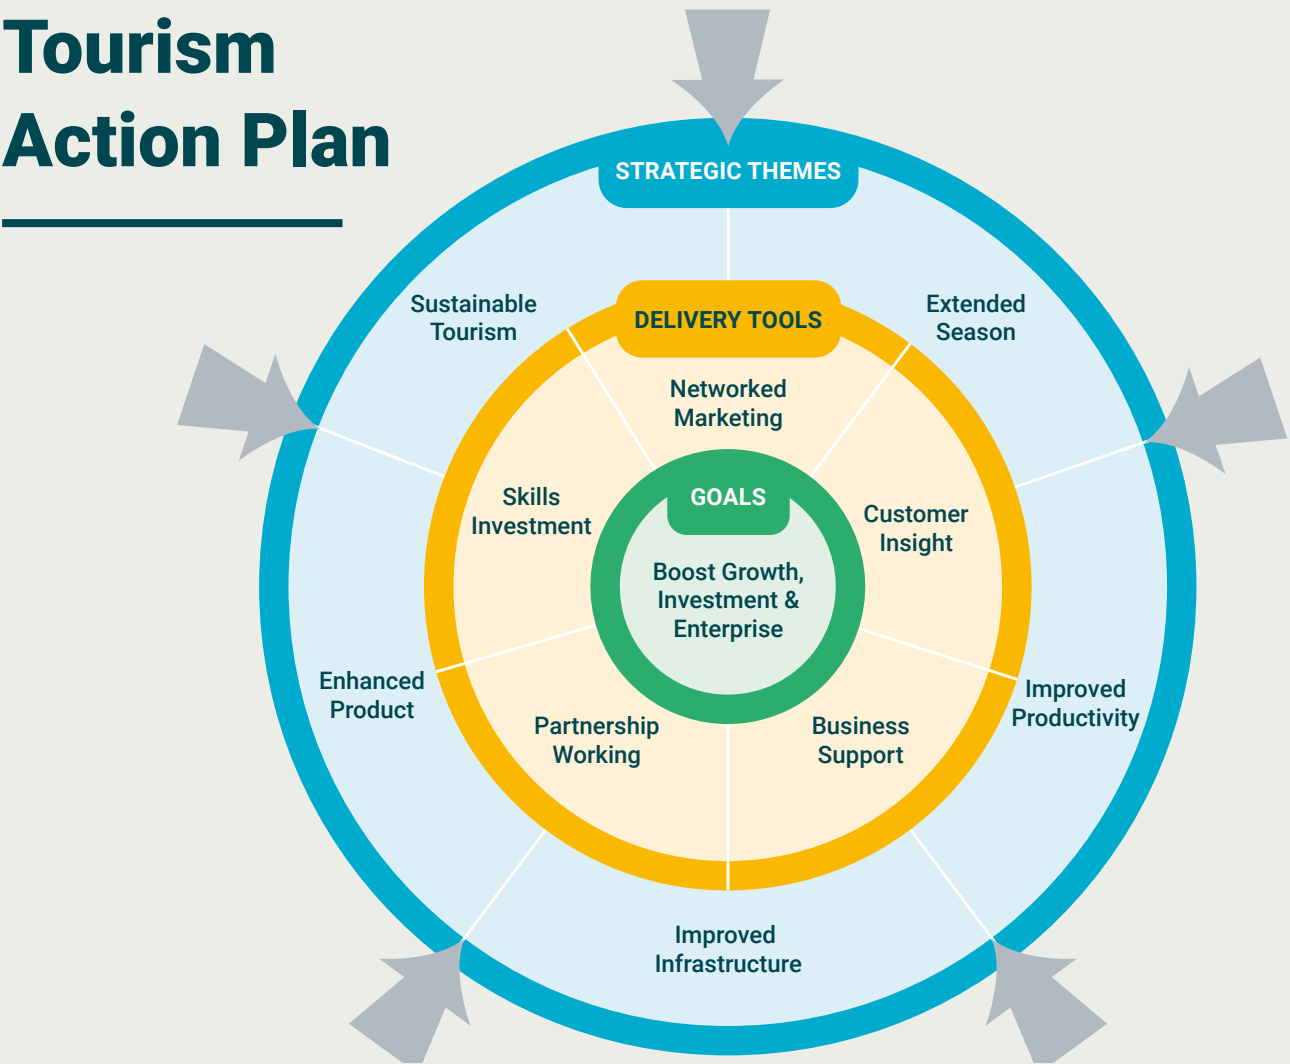 Tourism
Action Plan
STRATEGIC THEMES
Sustainable
Tourism
Extended
Season
DELIVERY TOOLS
Networked
Marketing
Skills
Investment
GOALS
Customer
Insight
Boost Growth,
Investment &
Enterprise
Enhanced
Product
Improved
Productivity
Partnership
Working
Business
Support
Improved
Infrastructure